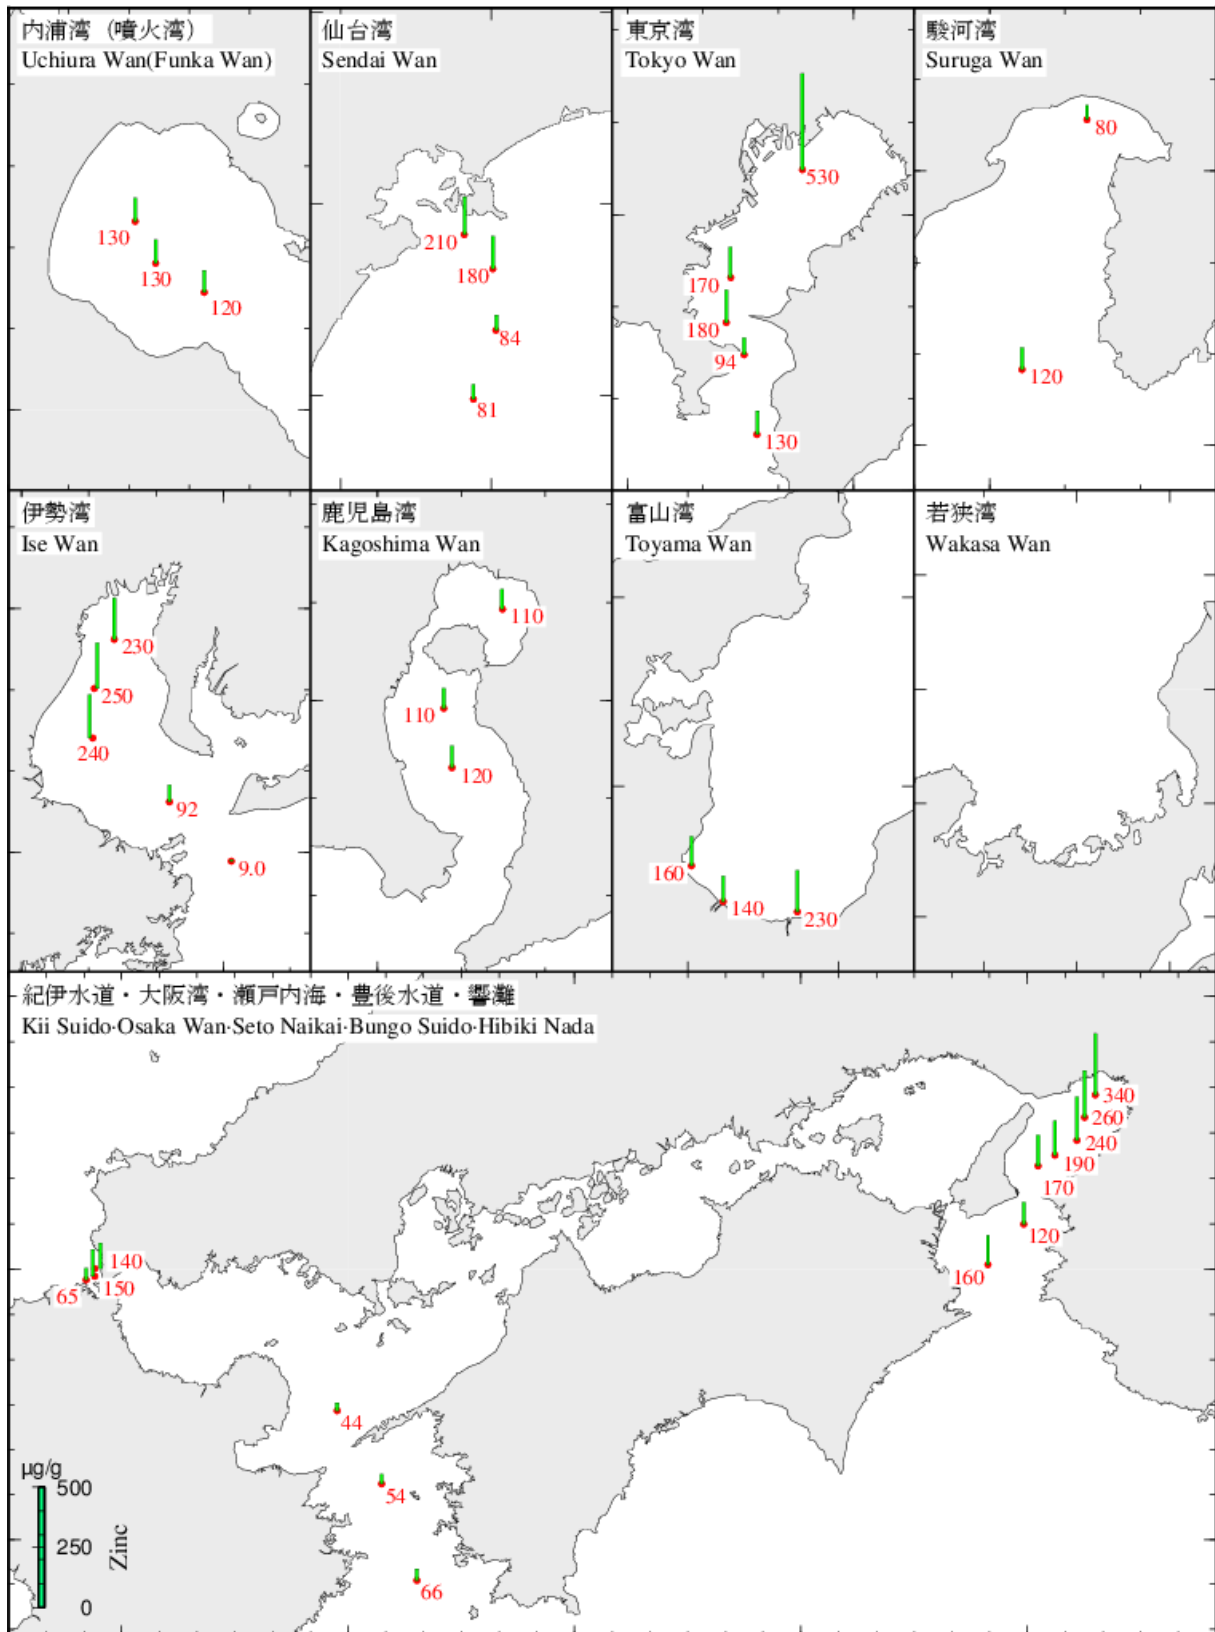 内浦湾（噴火湾）
Uchiura Wan(Funka Wan)
130
130
120
仙台湾
Sendai Wan
210
180
84
81
東京湾
Tokyo Wan
530
170
180
94
130
駿河湾
Suruga Wan
80
120
伊勢湾
Ise Wan
230
250
240
92
9.0
鹿児島湾
Kagoshima Wan
110
110
120
富山湾
Toyama Wan
160
140
230
若狭湾
Wakasa Wan
紀伊水道・大阪湾・瀬戸内海・豊後水道・響灘
Kii Suido·Osaka Wan·Seto Naikai·Bungo Suido·Hibiki Nada
340
260
240
190
170
120
160
140
150
65
44
54
66
µg/g
500
250
0
Zinc